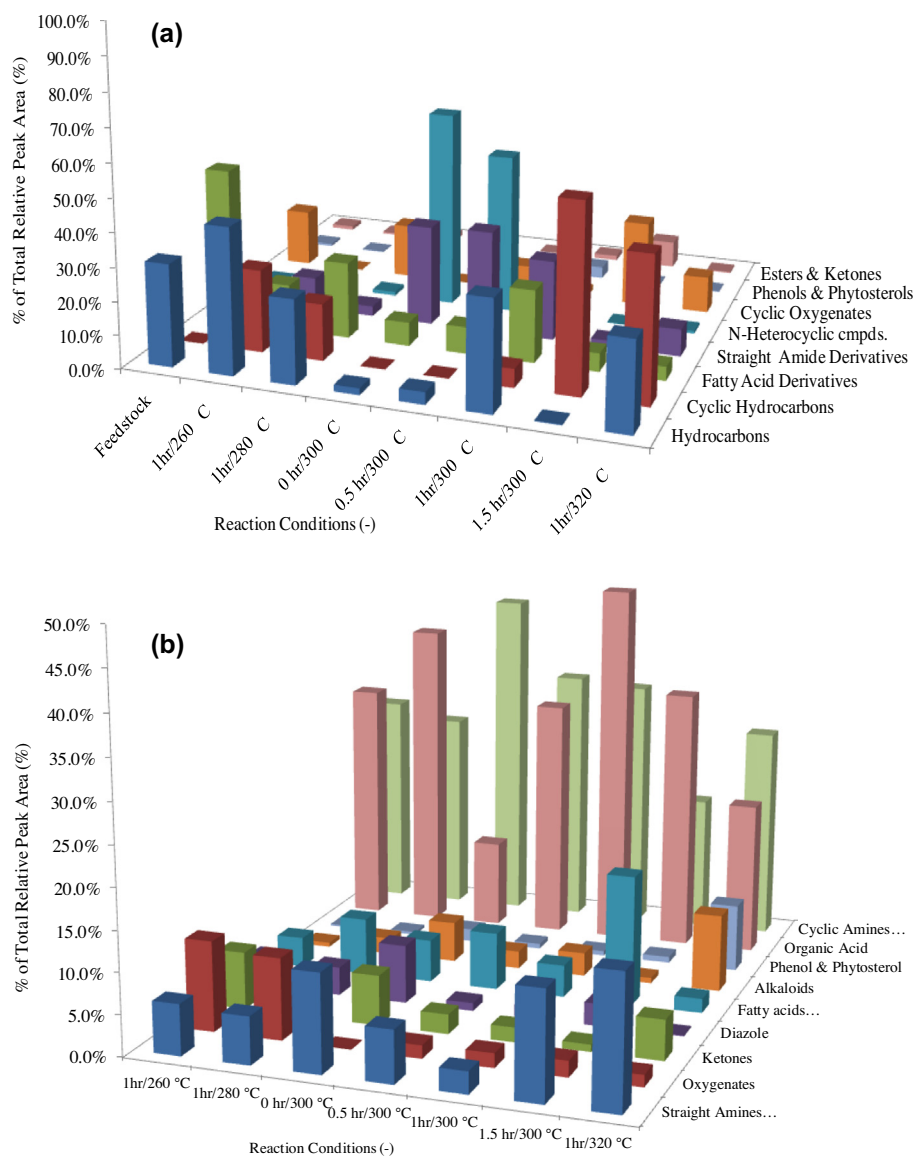 (a)
% of Total Relative Peak Area (%)
100.0%
90.0%
80.0%
70.0%
60.0%
50.0%
40.0%
30.0%
20.0%
10.0%
0.0%
Feedstock
1hr/260 C
1hr/280 C
0 hr/300 C
0.5 hr/300 C
1hr/300 C
1.5 hr/300 C
1hr/320 C
Reaction Conditions (-)
Esters & Ketones
Phenols & Phytosterols
Cyclic Oxygenates
N-Heterocyclic cmpds.
Straight Amide Derivatives
Fatty Acid Derivatives
Cyclic Hydrocarbons
Hydrocarbons
(b)
% of Total Relative Peak Area (%)
50.0%
45.0%
40.0%
35.0%
30.0%
25.0%
20.0%
15.0%
10.0%
5.0%
0.0%
1hr/260 °C
1hr/280 °C
0 hr/300 °C
0.5 hr/300 °C
1hr/300 °C
1.5 hr/300 °C
1hr/320 °C
Reaction Conditions (-)
Cyclic Amines…
Organic Acid
Phenol & Phytosterol
Alkaloids
Fatty acids…
Diazole
Ketones
Oxygenates
Straight Amines…